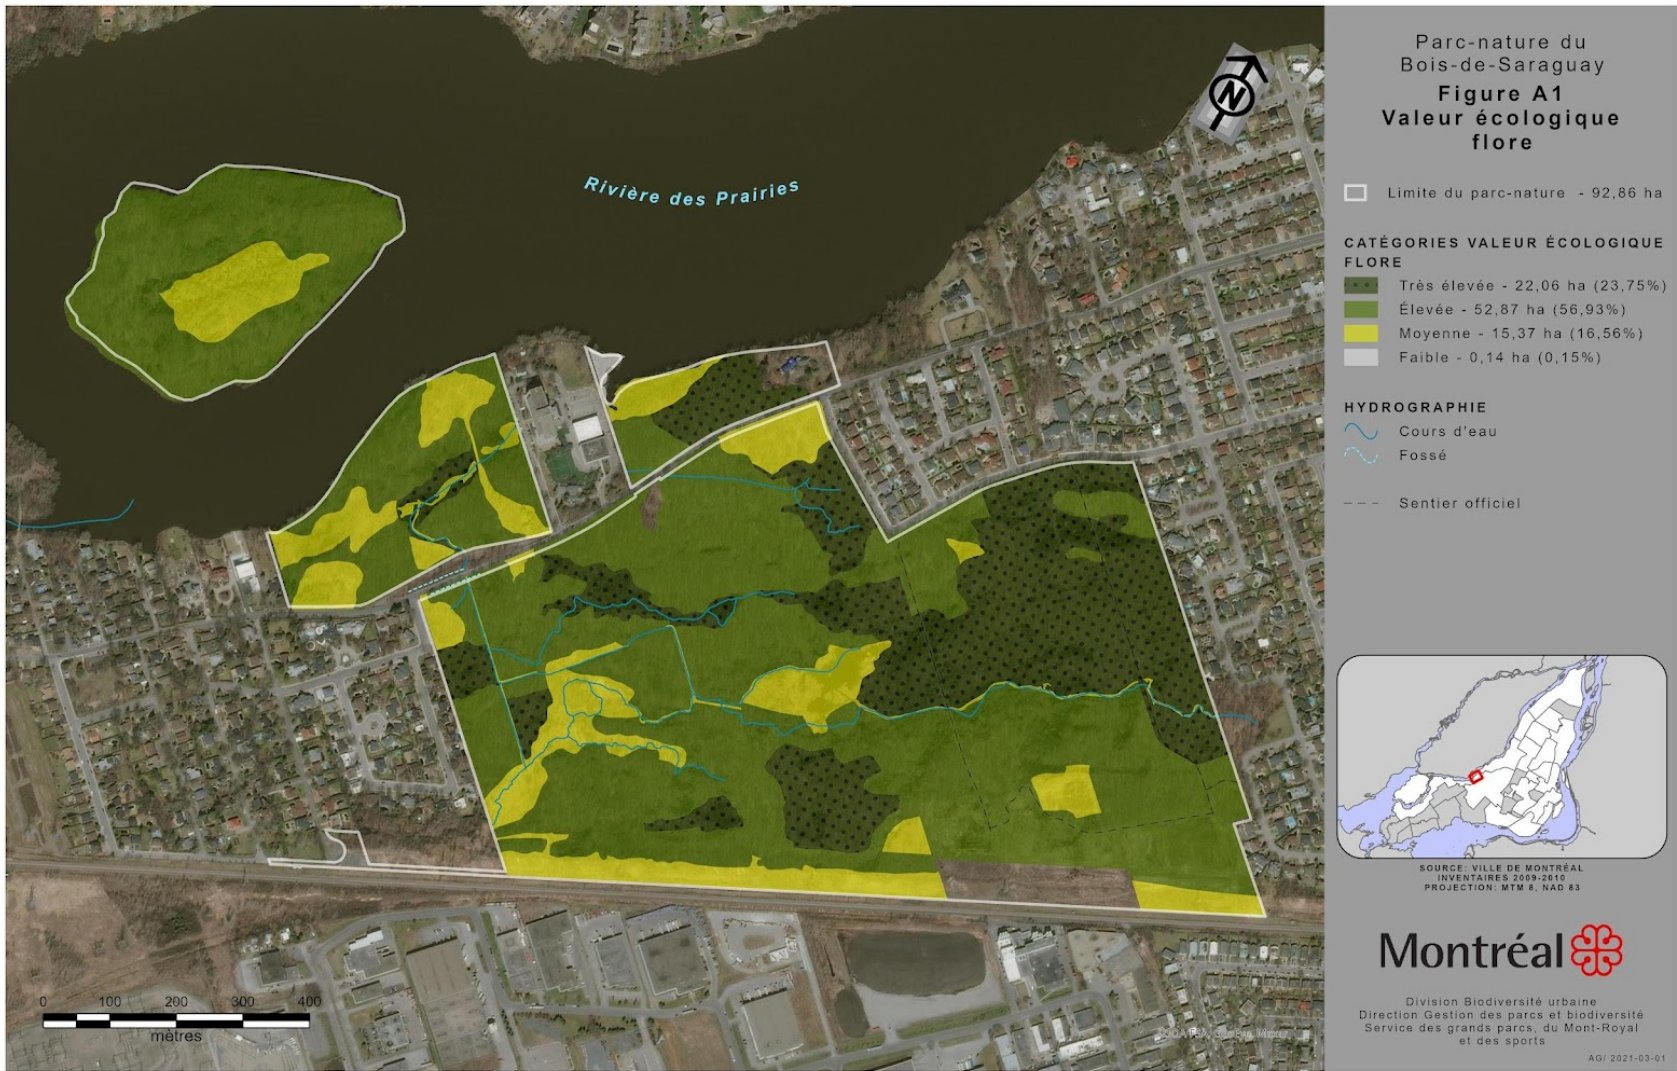 Parc-nature du
Bois-de-Saraguay
Figure A1
Valeur écologique
flore
Limite du parc-nature - 92,86 ha
CATÉGORIES VALEUR ÉCOLOGIQUE
FLORE
Très élevée - 22,06 ha (23,75%)
Élevée - 52,87 ha (56,93%)
Moyenne - 15,37 ha (16,56%)
Faible - 0,14 ha (0,15%)
HYDROGRAPHIE
Cours d'eau
Fossé
Sentier officiel
SOURCE: VILLE DE MONTRÉAL
INVENTAIRES 2009-2010
PROJECTION: MTM 8, NAD 83
Montréal
Division Biodiversité urbaine
Direction Gestion des parcs et biodiversité
Service des grands parcs, du Mont-Royal
et des sports
AG/ 2021-03-01
N
Rivière des Prairies
0 100 200 300 400
mètres